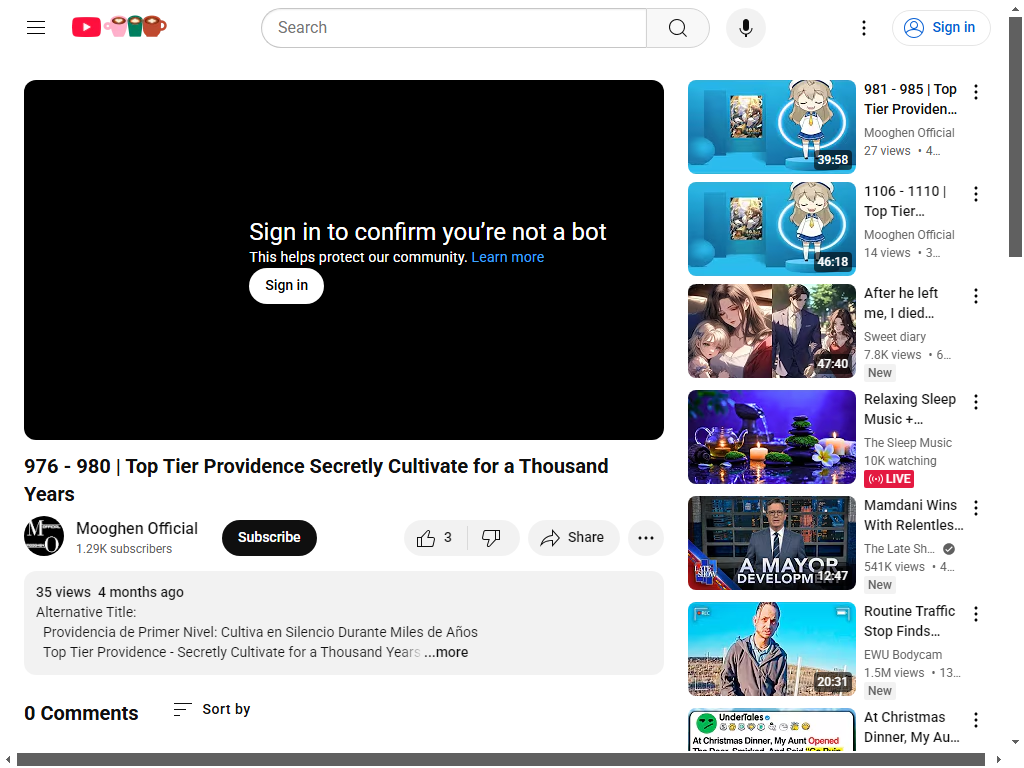 Search
Sign in
Sign in to confirm you’re not a bot
This helps protect our community. Learn more
Sign in
976 - 980 | Top Tier Providence Secretly Cultivate for a Thousand
Years
Mooghen Official
1.29K subscribers
Subscribe
3
Share
35 views 4 months ago
Alternative Title:
Providencia de Primer Nivel: Cultiva en Silencio Durante Miles de Años
Top Tier Providence - Secretly Cultivate for a Thousand Years ...more
0 Comments
Sort by
39:58
981 - 985 | Top
Tier Providen...
Mooghen Official
27 views • 4...
46:18
1106 - 1110 |
Top Tier...
Mooghen Official
14 views • 3...
47:40
After he left
me, I died...
Sweet diary
7.8K views • 6...
New
Relaxing Sleep
Music +...
The Sleep Music
10K watching
LIVE
LATE SHOW
A MAYOR
DEVELOPM
12:47
Mamdani Wins
With Relentles...
The Late Sh...
541K views • 4...
New
REC
20:31
Routine Traffic
Stop Finds...
EWU Bodycam
1.5M views • 13...
New
UnderTales
At Christmas Dinner, My Aunt Opened
At Christmas
Dinner, My Au...